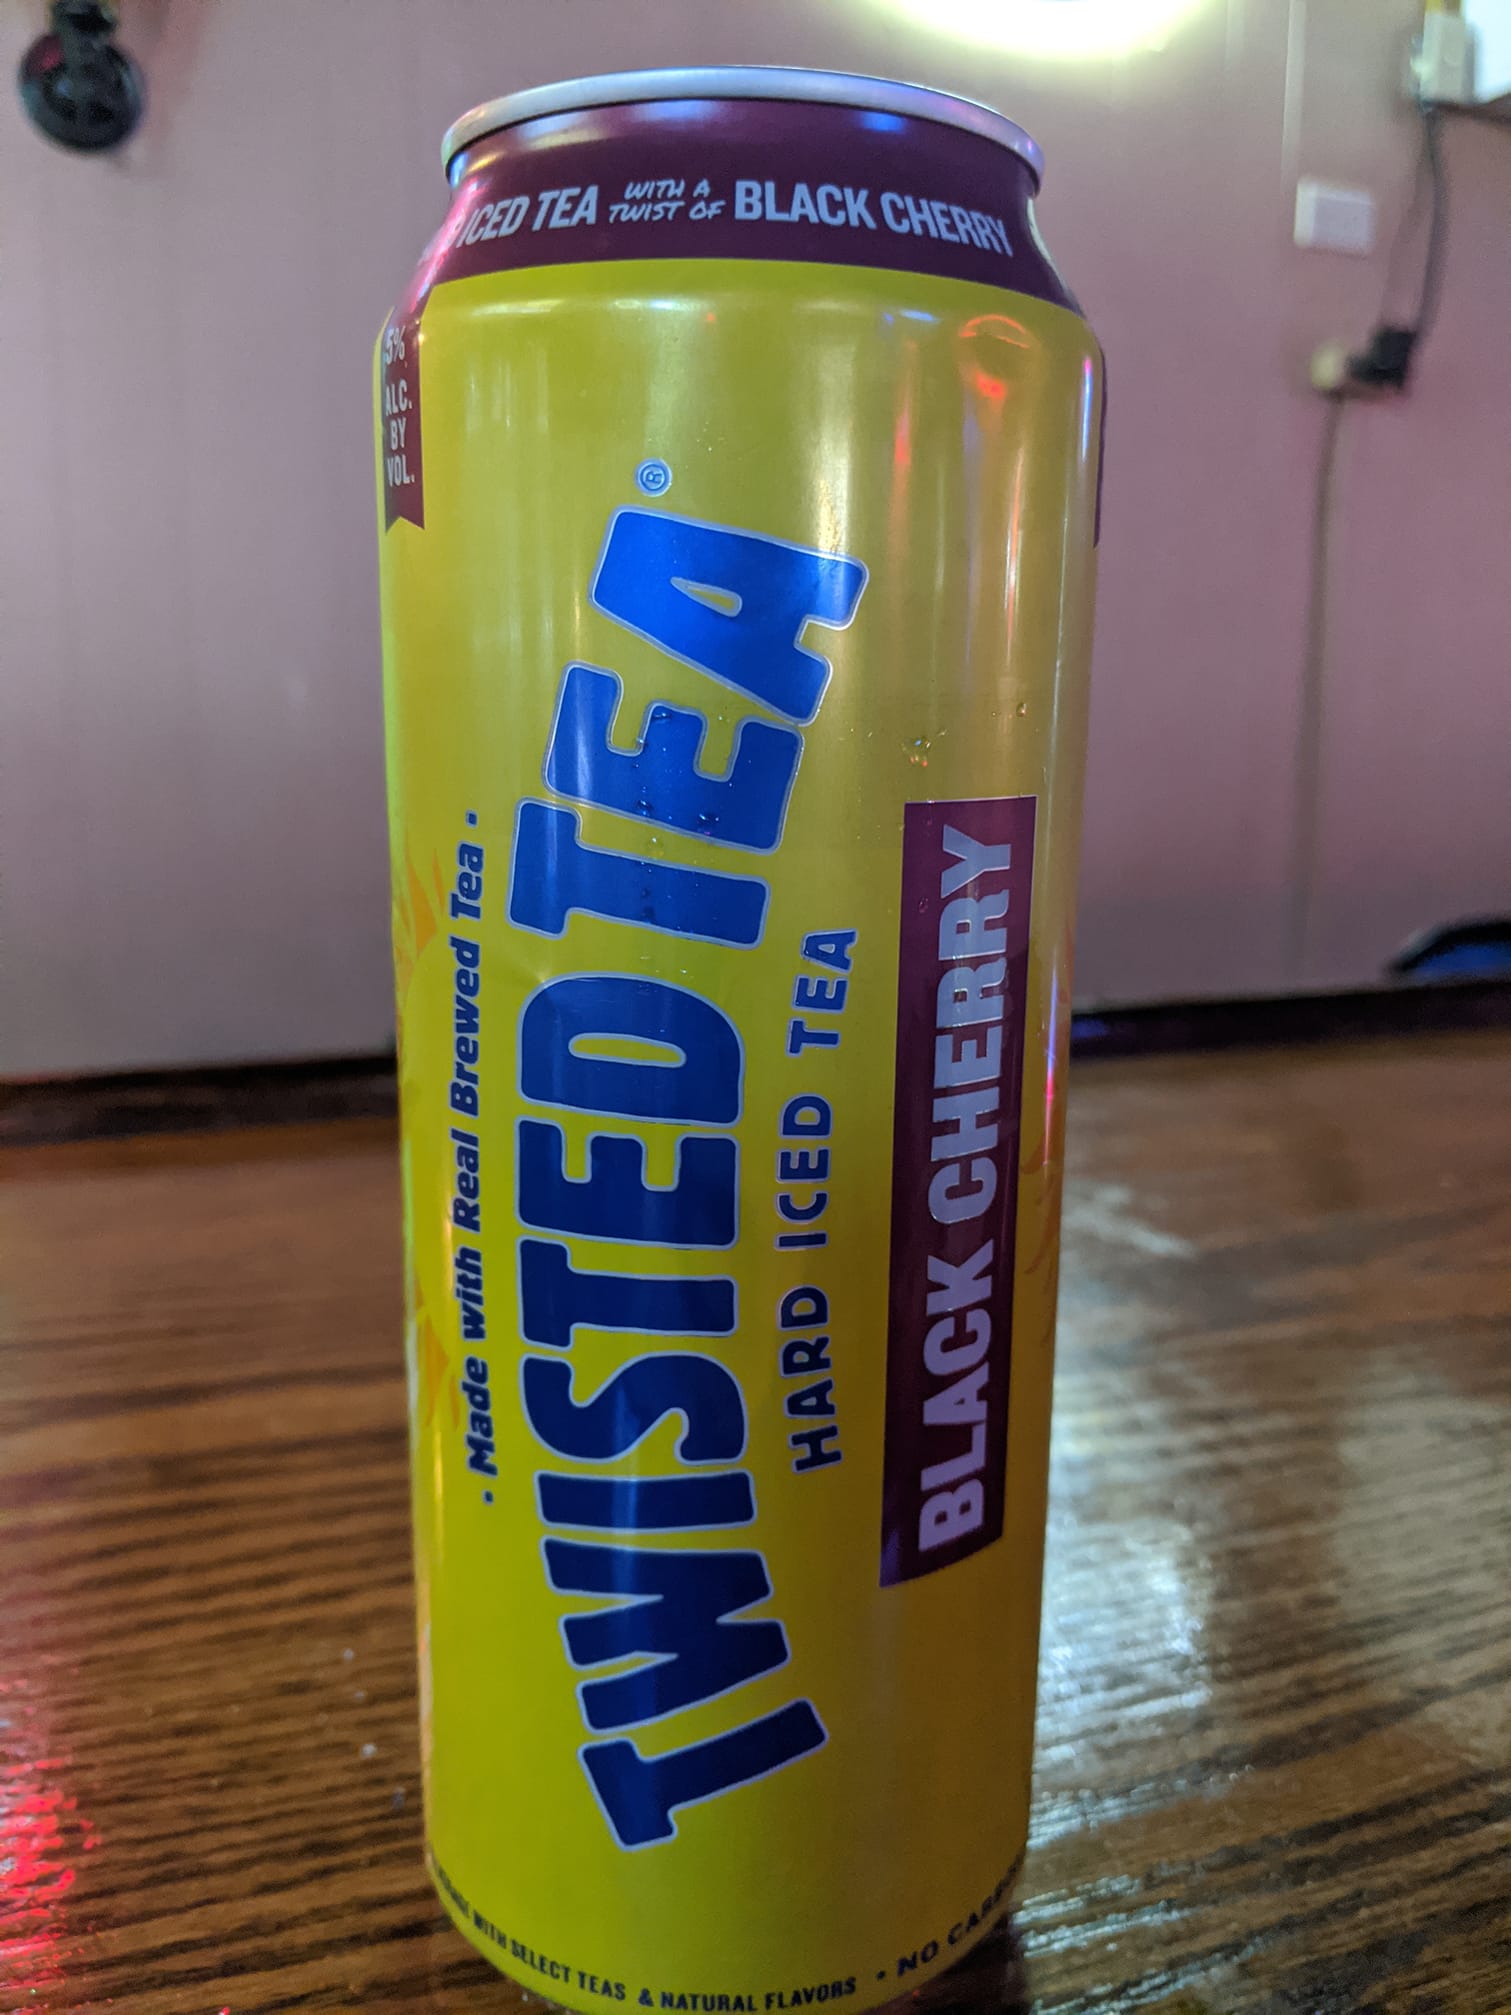 ICED TEA WITH A TWIST OF BLACK CHERRY
5%
ALC.
BY
VOL.
· Made with Real Brewed Tea ·
TWISTED TEA®
HARD ICED TEA
BLACK CHERRY
WITH SELECT TEAS & NATURAL FLAVORS • NO